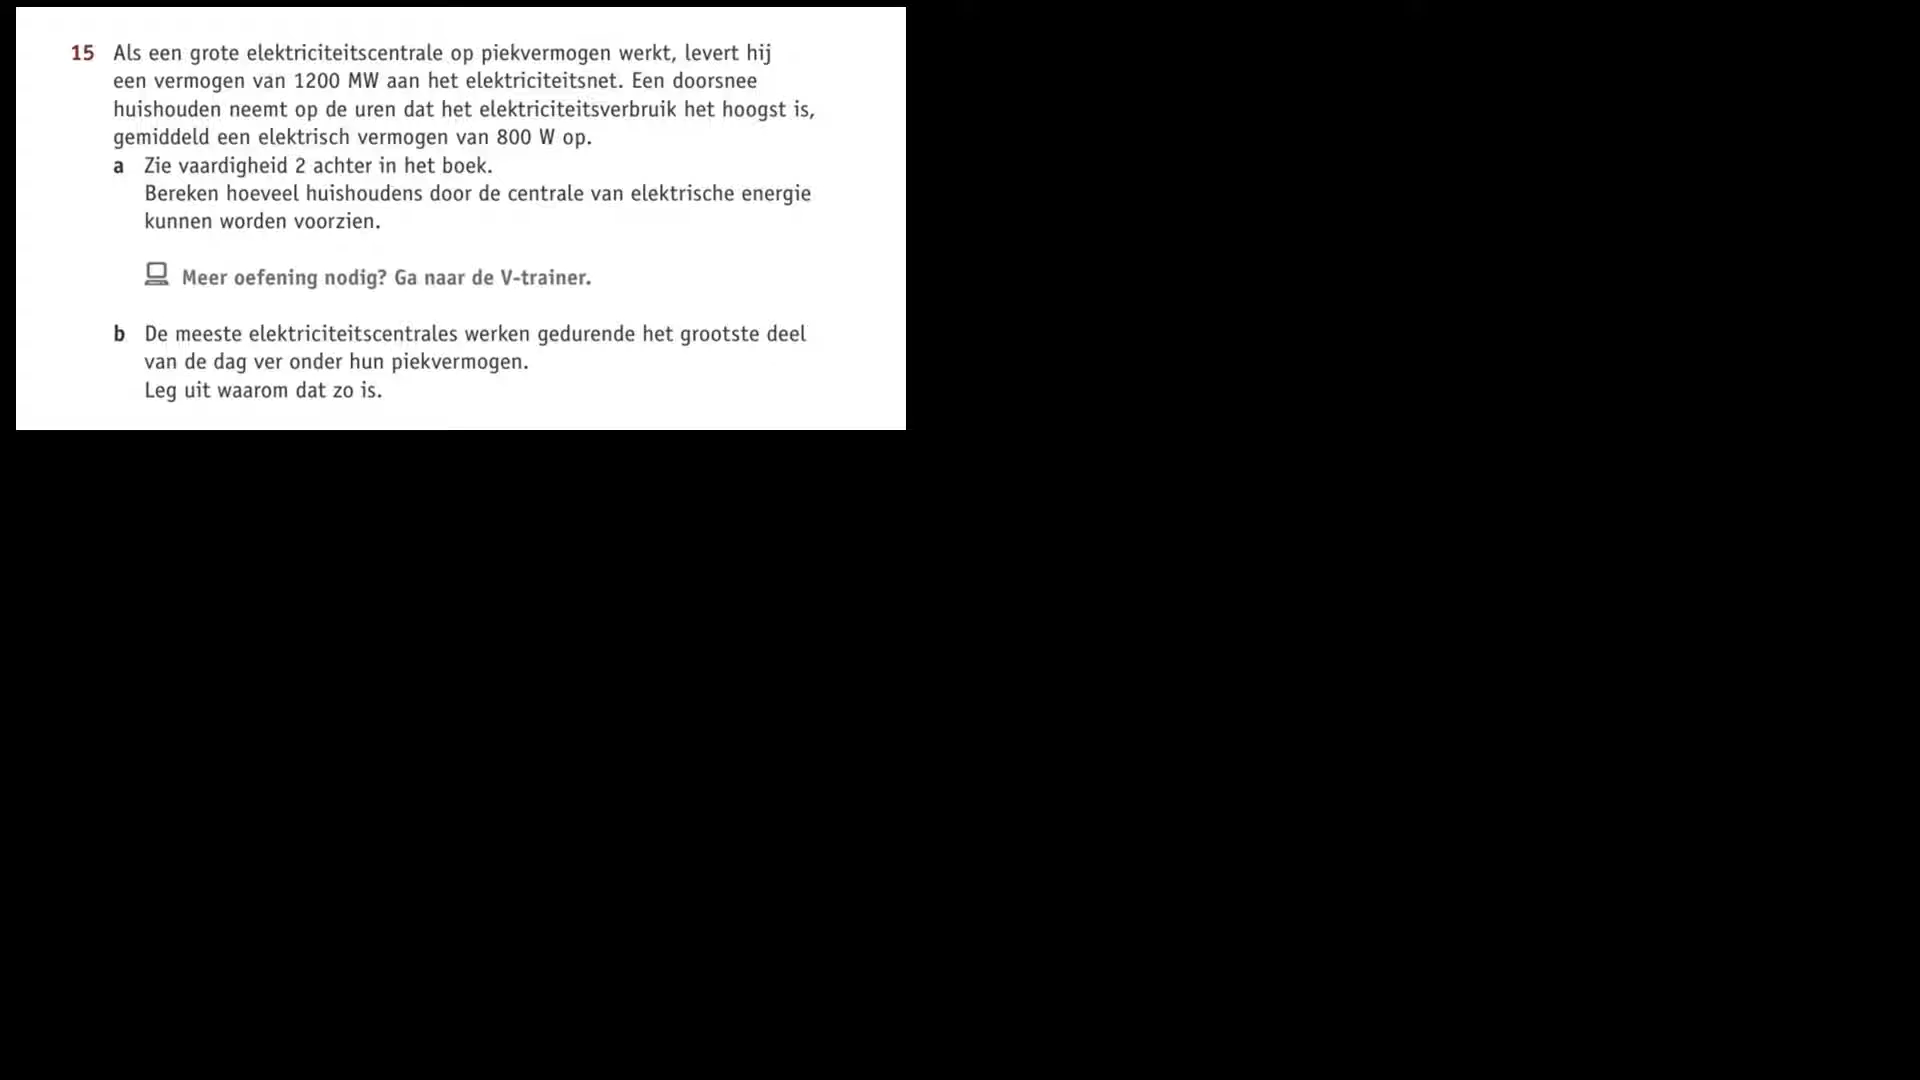 15 Als een grote elektriciteitscentrale op piekvermogen werkt, levert hij
een vermogen van 1200 MW aan het elektriciteitsnet. Een doorsnee
huishouden neemt op de uren dat het elektriciteitsverbruik het hoogst is,
gemiddeld een elektrisch vermogen van 800 W op.
a Zie vaardigheid 2 achter in het boek.
Bereken hoeveel huishoudens door de centrale van elektrische energie
kunnen worden voorzien.
Meer oefening nodig? Ga naar de V-trainer.
b De meeste elektriciteitscentrales werken gedurende het grootste deel
van de dag ver onder hun piekvermogen.
Leg uit waarom dat zo is.